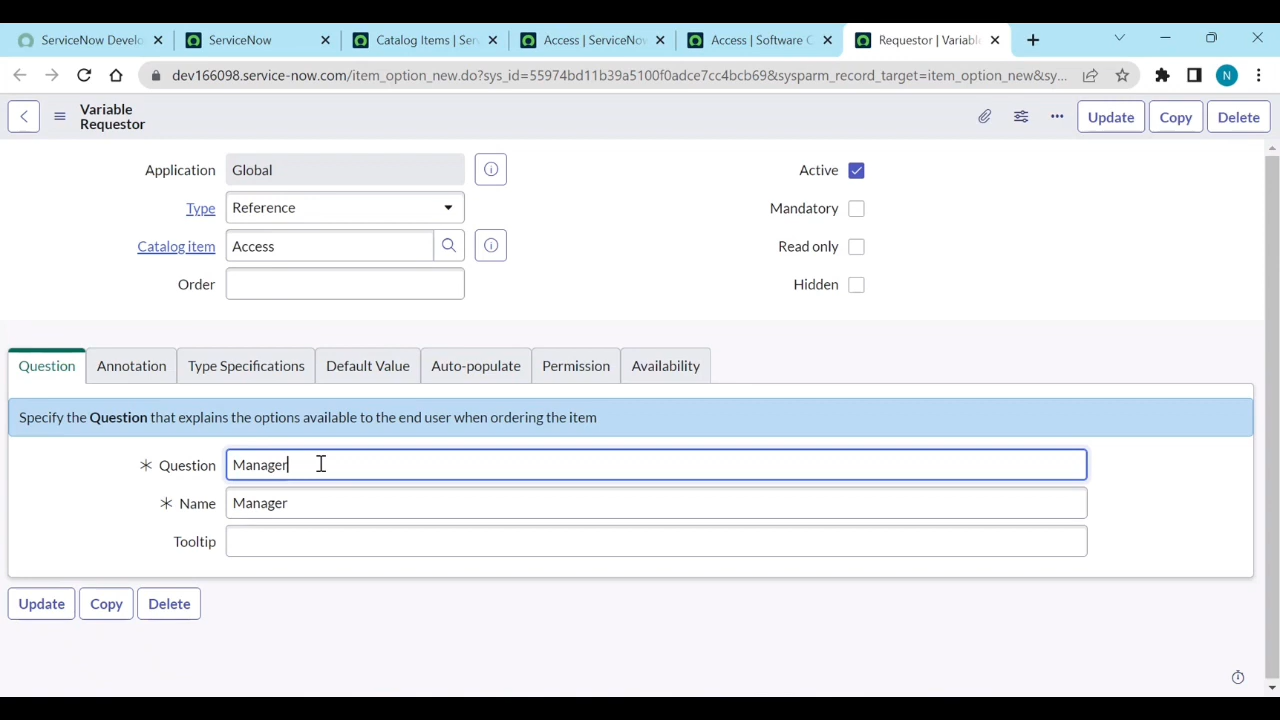 ServiceNow Develo
ServiceNow
Catalog Items | Ser
Access | ServiceNow
Access | Software C
Requestor | Variabl
dev166098.service-now.com/item_option_new.do?sys_id=55974bd11b39a5100f0adce7cc4bcb69&sysparm_record_target=item_option_new&sy...
N
Variable
Requestor
Update
Copy
Delete
Application
Global
Active
Type
Reference
Mandatory
Catalog item
Access
Read only
Order
Hidden
Question
Annotation
Type Specifications
Default Value
Auto-populate
Permission
Availability
Specify the Question that explains the options available to the end user when ordering the item
Question
Manager
Name
Manager
Tooltip
Update
Copy
Delete